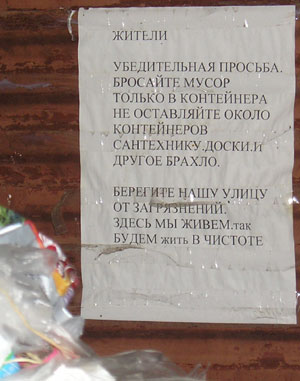 ЖИТЕЛИ
УБЕДИТЕЛЬНАЯ ПРОСЬБА.
БРОСАЙТЕ МУСОР
ТОЛЬКО В КОНТЕЙНЕРА
НЕ ОСТАВЛЯЙТЕ ОКОЛО
КОНТЕЙНЕРОВ
САНТЕХНИКУ,ДОСКИ.И
ДРУГОЕ БРАХЛО.
БЕРЕГИТЕ НАШУ УЛИЦУ
ОТ ЗАГРЯЗНЕНИЙ.
ЗДЕСЬ МЫ ЖИВЕМ.так
БУДЕМ жить В ЧИСТОТЕ